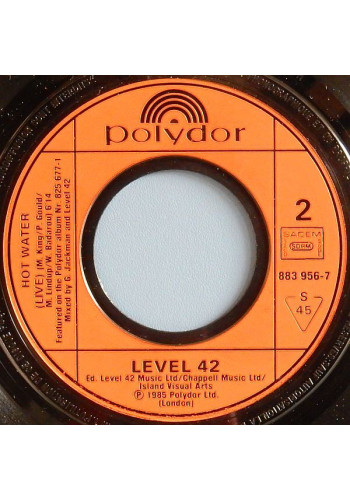 polydor
HOT WATER
(LIVE) (M. King/P. Gould/
M. Lindup/W. Badarou) 6'14
Featured on the Polydor album Nr. 825 677-1
Mixed by G. Jackman and Level 42.
2
SACEM
SDRM
883 956-7
S
45
LEVEL 42
Ed. Level 42 Music Ltd/Chappell Music Ltd/
Island Visual Arts
℗ 1985 Polydor Ltd.
(London)